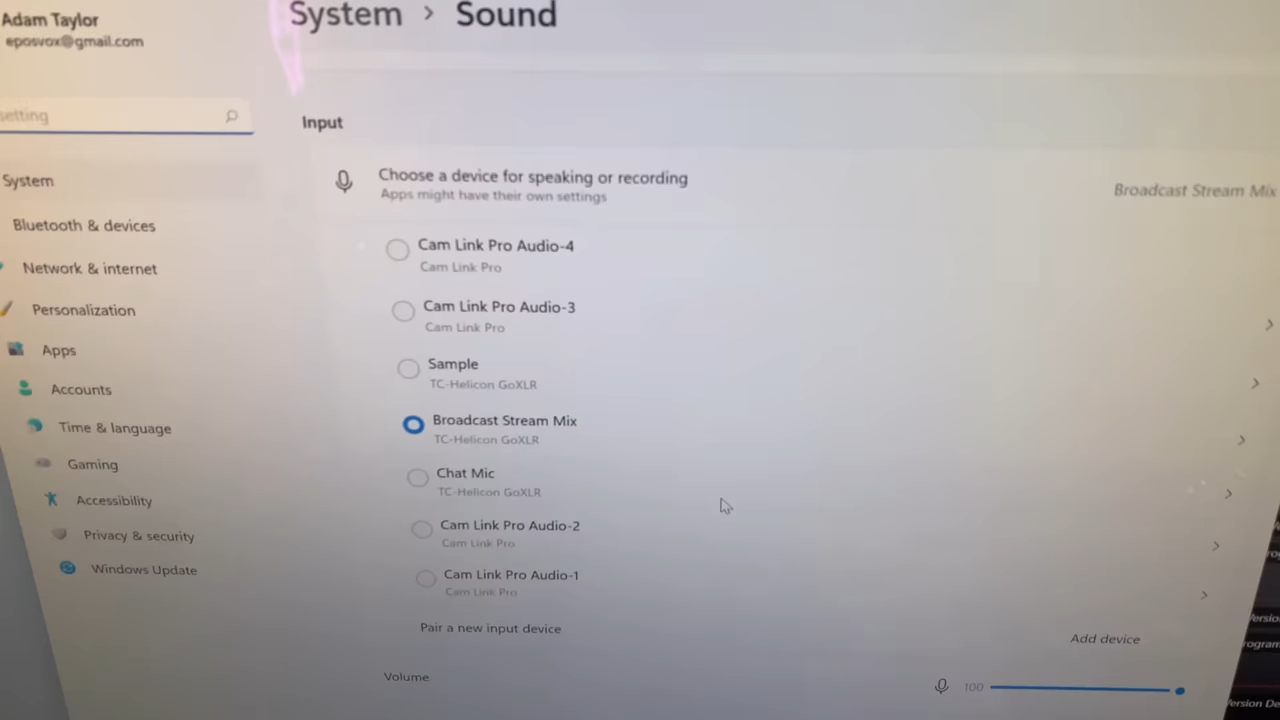 Adam Taylor
eposvox@gmail.com
setting
System
Bluetooth & devices
Network & internet
Personalization
Apps
Accounts
Time & language
Gaming
Accessibility
Privacy & security
Windows Update
System > Sound
Input
Choose a device for speaking or recording
Apps might have their own settings
Broadcast Stream Mix
Cam Link Pro Audio-4
Cam Link Pro
Cam Link Pro Audio-3
Cam Link Pro
Sample
TC-Helicon GoXLR
Broadcast Stream Mix
TC-Helicon GoXLR
Chat Mic
TC-Helicon GoXLR
Cam Link Pro Audio-2
Cam Link Pro
Cam Link Pro Audio-1
Cam Link Pro
Pair a new input device
Add device
Volume
100